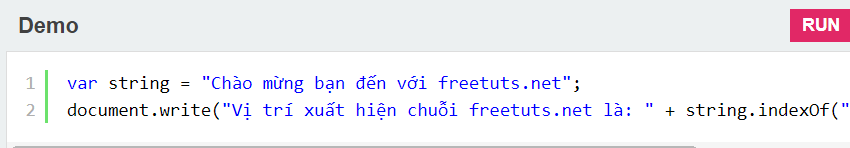 Demo
RUN
1 var string = "Chào mừng bạn đến với freetuts.net";
2 document.write("Vị trí xuất hiện chuỗi freetuts.net là: " + string.indexOf("